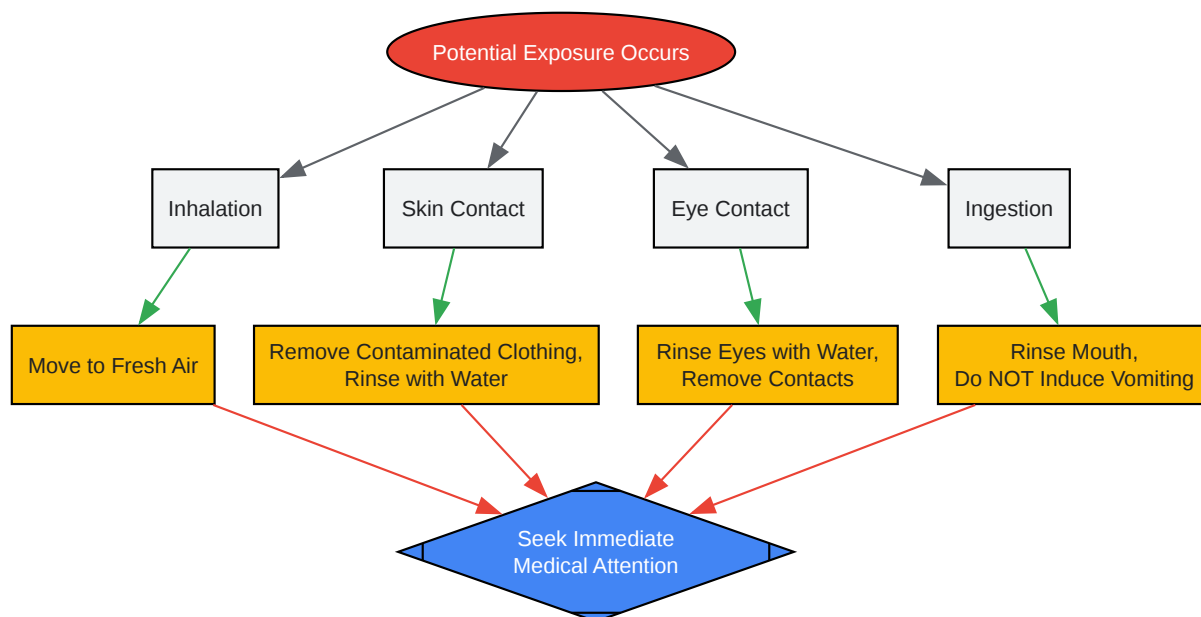 Potential Exposure Occurs
Inhalation
Skin Contact
Eye Contact
Ingestion
Move to Fresh Air
Remove Contaminated Clothing,
Rinse with Water
Rinse Eyes with Water,
Remove Contacts
Rinse Mouth,
Do NOT Induce Vomiting
Seek Immediate
Medical Attention